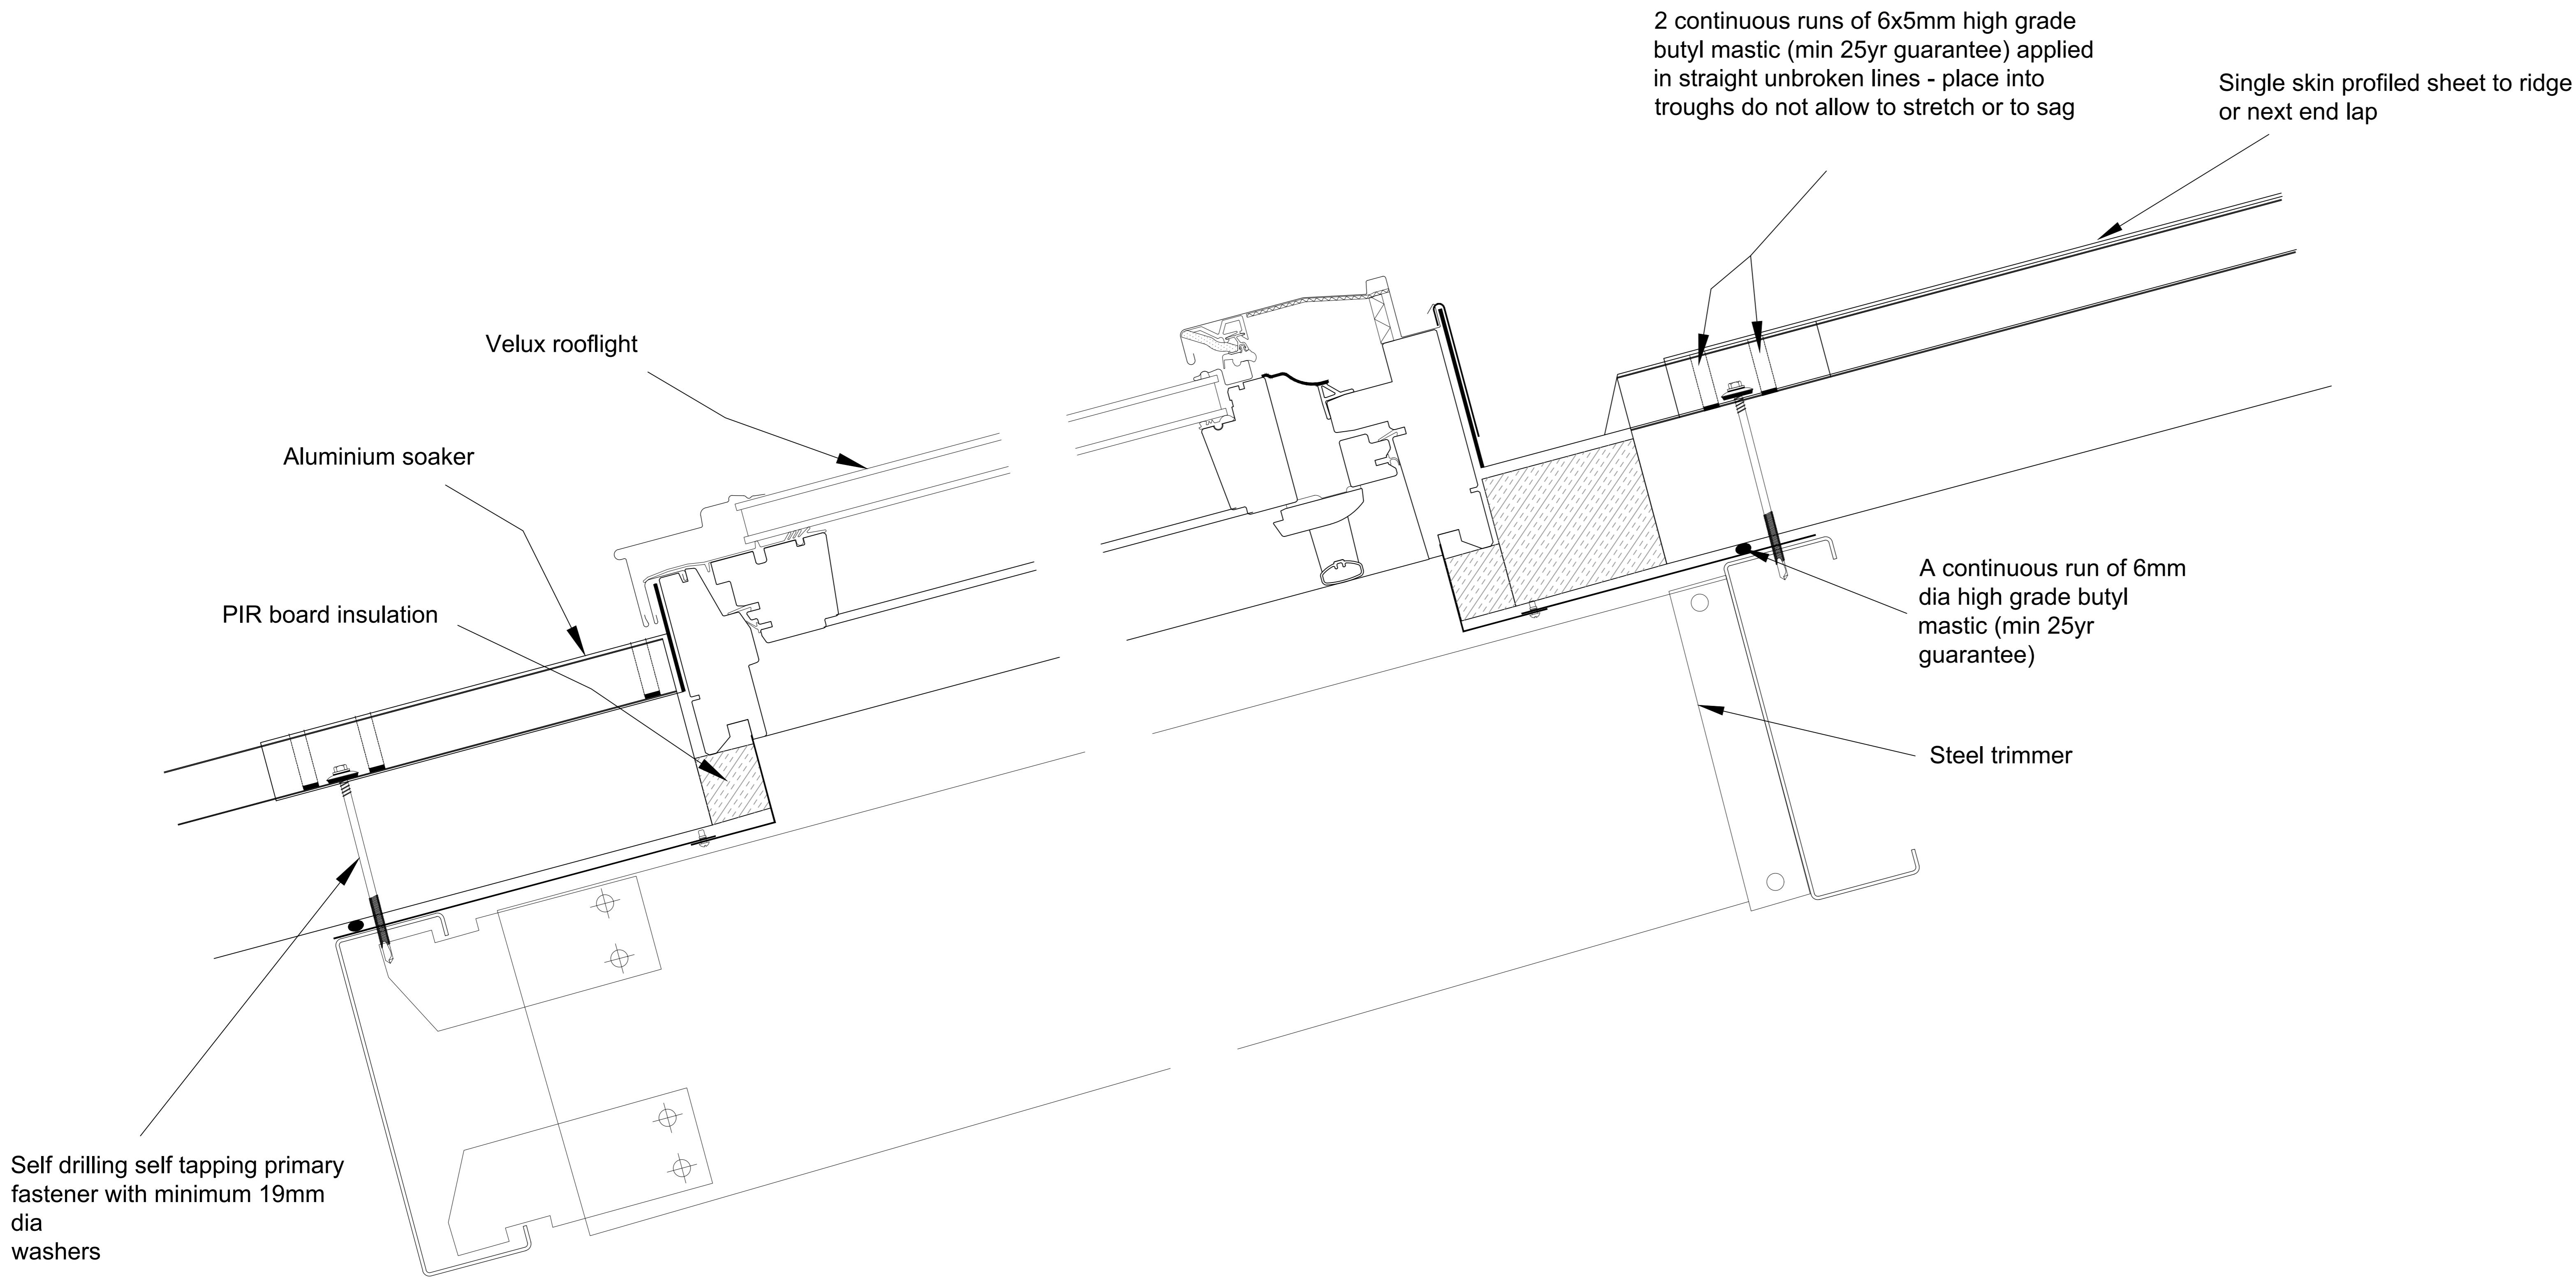 2 continuous runs of 6x5mm high grade
butyl mastic (min 25yr guarantee) applied
in straight unbroken lines - place into
troughs do not allow to stretch or to sag
Single skin profiled sheet to ridge
or next end lap
Velux rooflight
Aluminium soaker
PIR board insulation
A continuous run of 6mm
dia high grade butyl
mastic (min 25yr
guarantee)
Steel trimmer
Self drilling self tapping primary
fastener with minimum 19mm
dia
washers